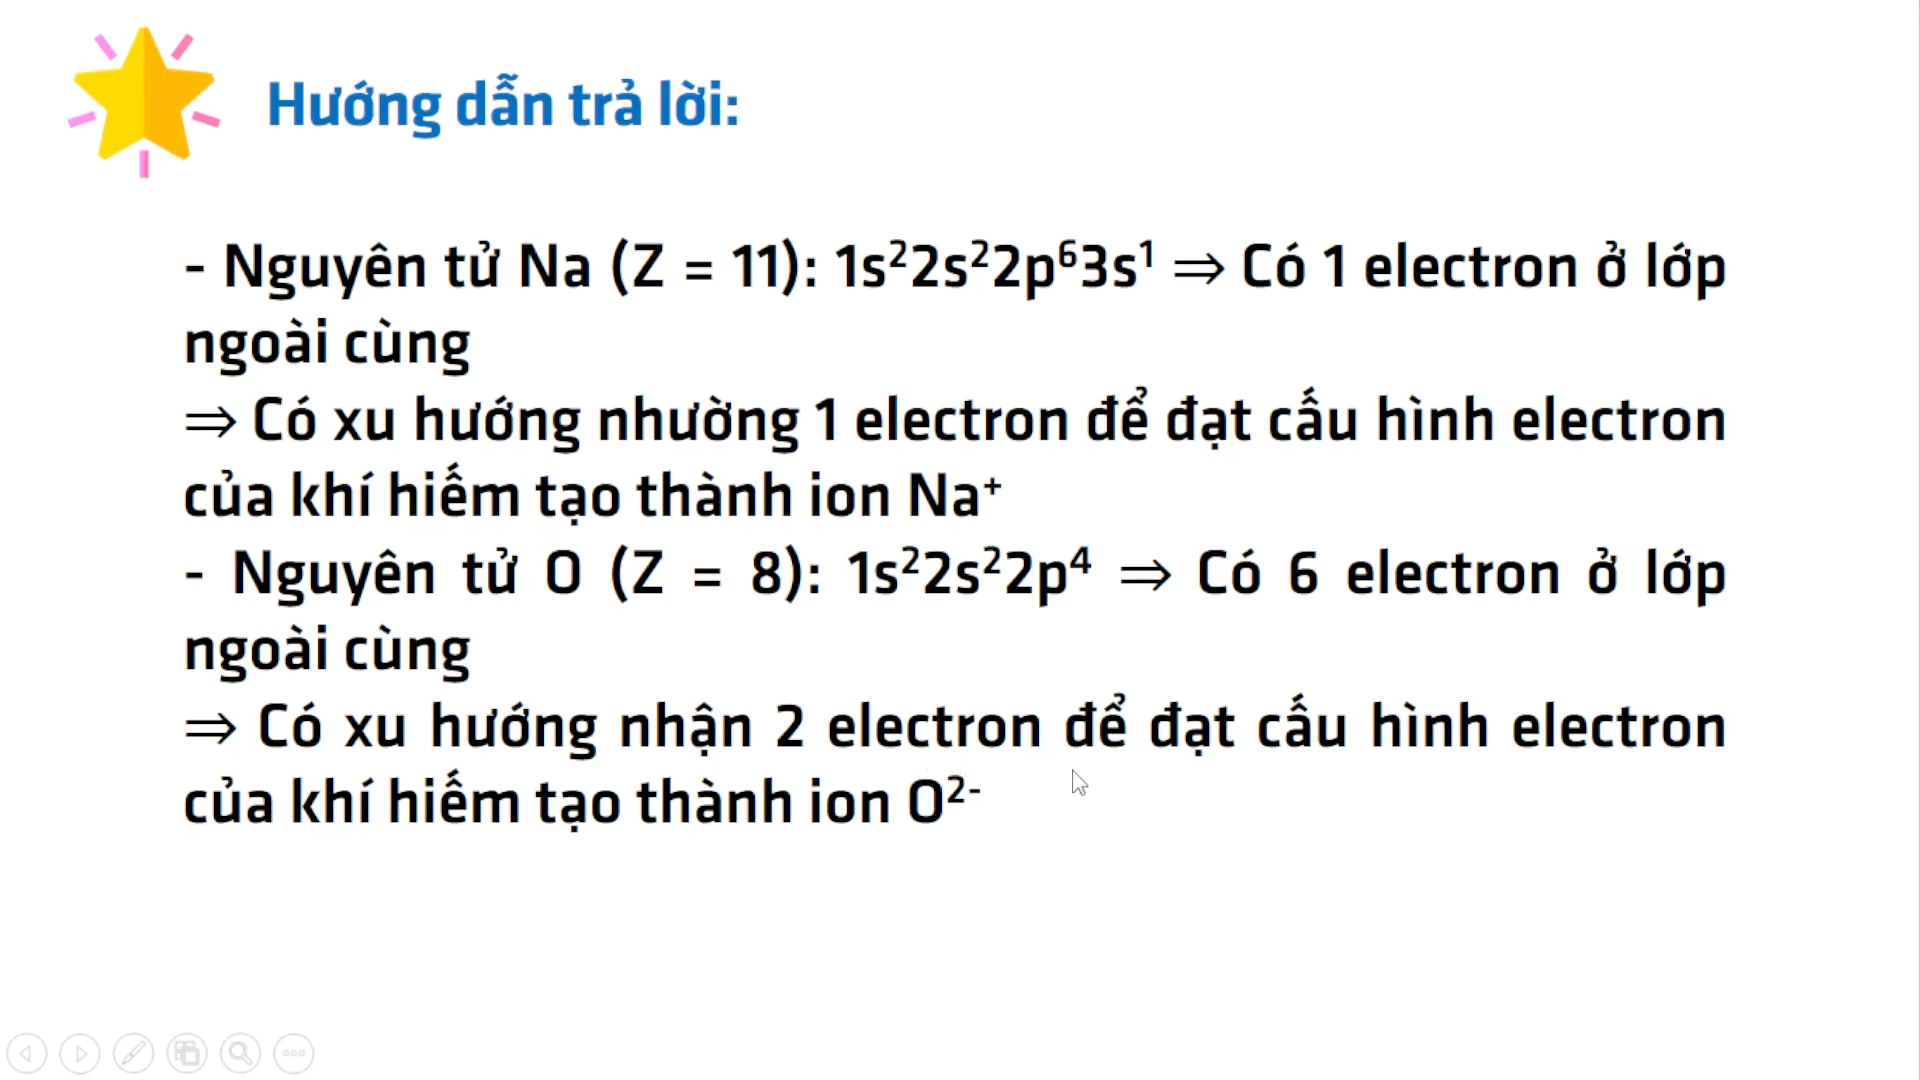 Hướng dẫn trả lời:
- Nguyên tử Na (Z = 11): 1s²2s²2p⁶3s¹ ⇒ Có 1 electron ở lớp
ngoài cùng
⇒ Có xu hướng nhường 1 electron để đạt cấu hình electron
của khí hiếm tạo thành ion Na⁺
- Nguyên tử O (Z = 8): 1s²2s²2p⁴ ⇒ Có 6 electron ở lớp
ngoài cùng
⇒ Có xu hướng nhận 2 electron để đạt cấu hình electron
của khí hiếm tạo thành ion O²⁻